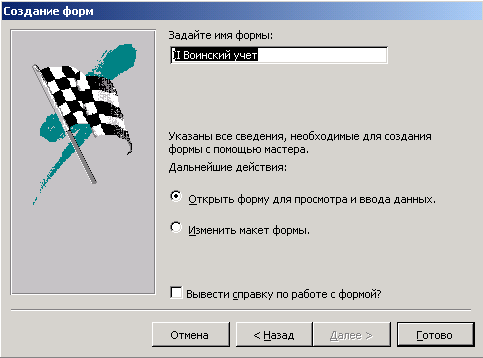 Создание форм
Задайте имя формы:
I Воинский учет
Указаны все сведения, необходимые для создания
формы с помощью мастера.
Дальнейшие действия:
Открыть форму для просмотра и ввода данных.
Изменить макет формы.
Вывести справку по работе с формой?
Отмена
< Назад
Далее >
Готово